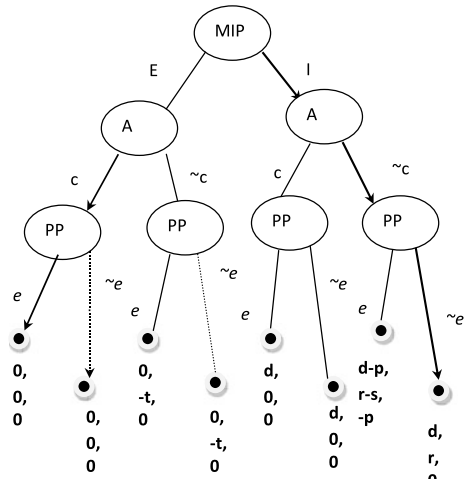 MIP
E
I
A
A
c
~c
c
~c
PP
PP
PP
PP
e
~e
e
~e
e
~e
e
~e
0,
0,
0
0,
0,
0
0,
-t,
0
0,
-t,
0
d,
0,
0
d,
0,
0
d-p,
r-s,
-p
d,
r,
0